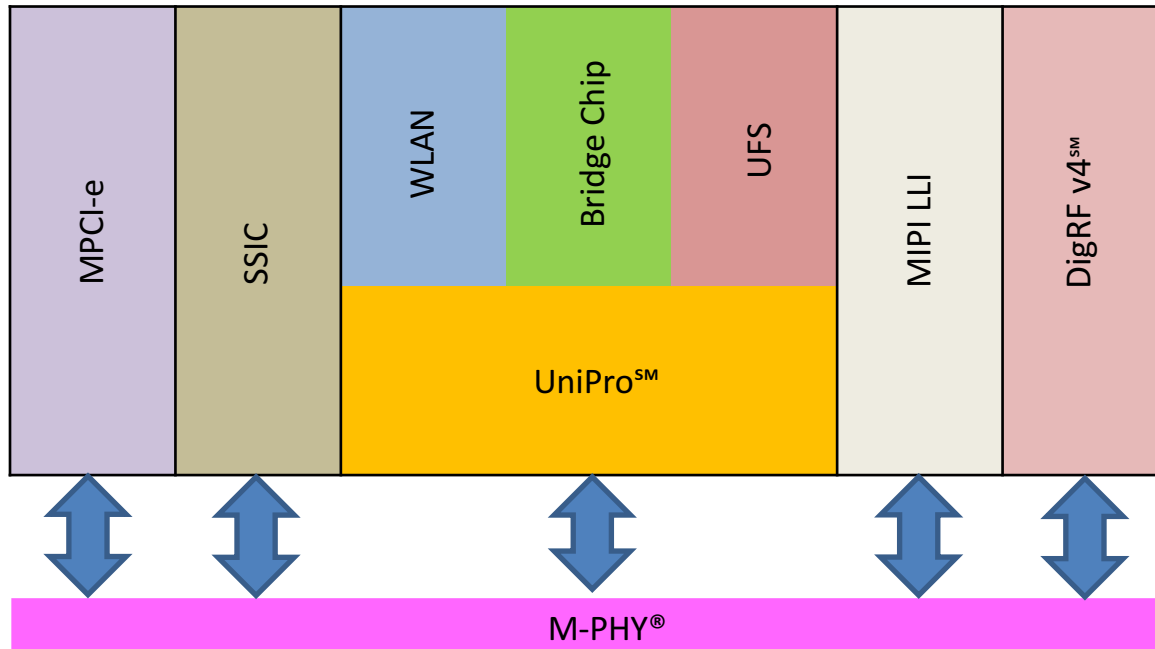 MPCI-e
SSIC
WLAN
Bridge Chip
UFS
MIPI LLI
DigRF v4℠
UniPro℠
M-PHY®